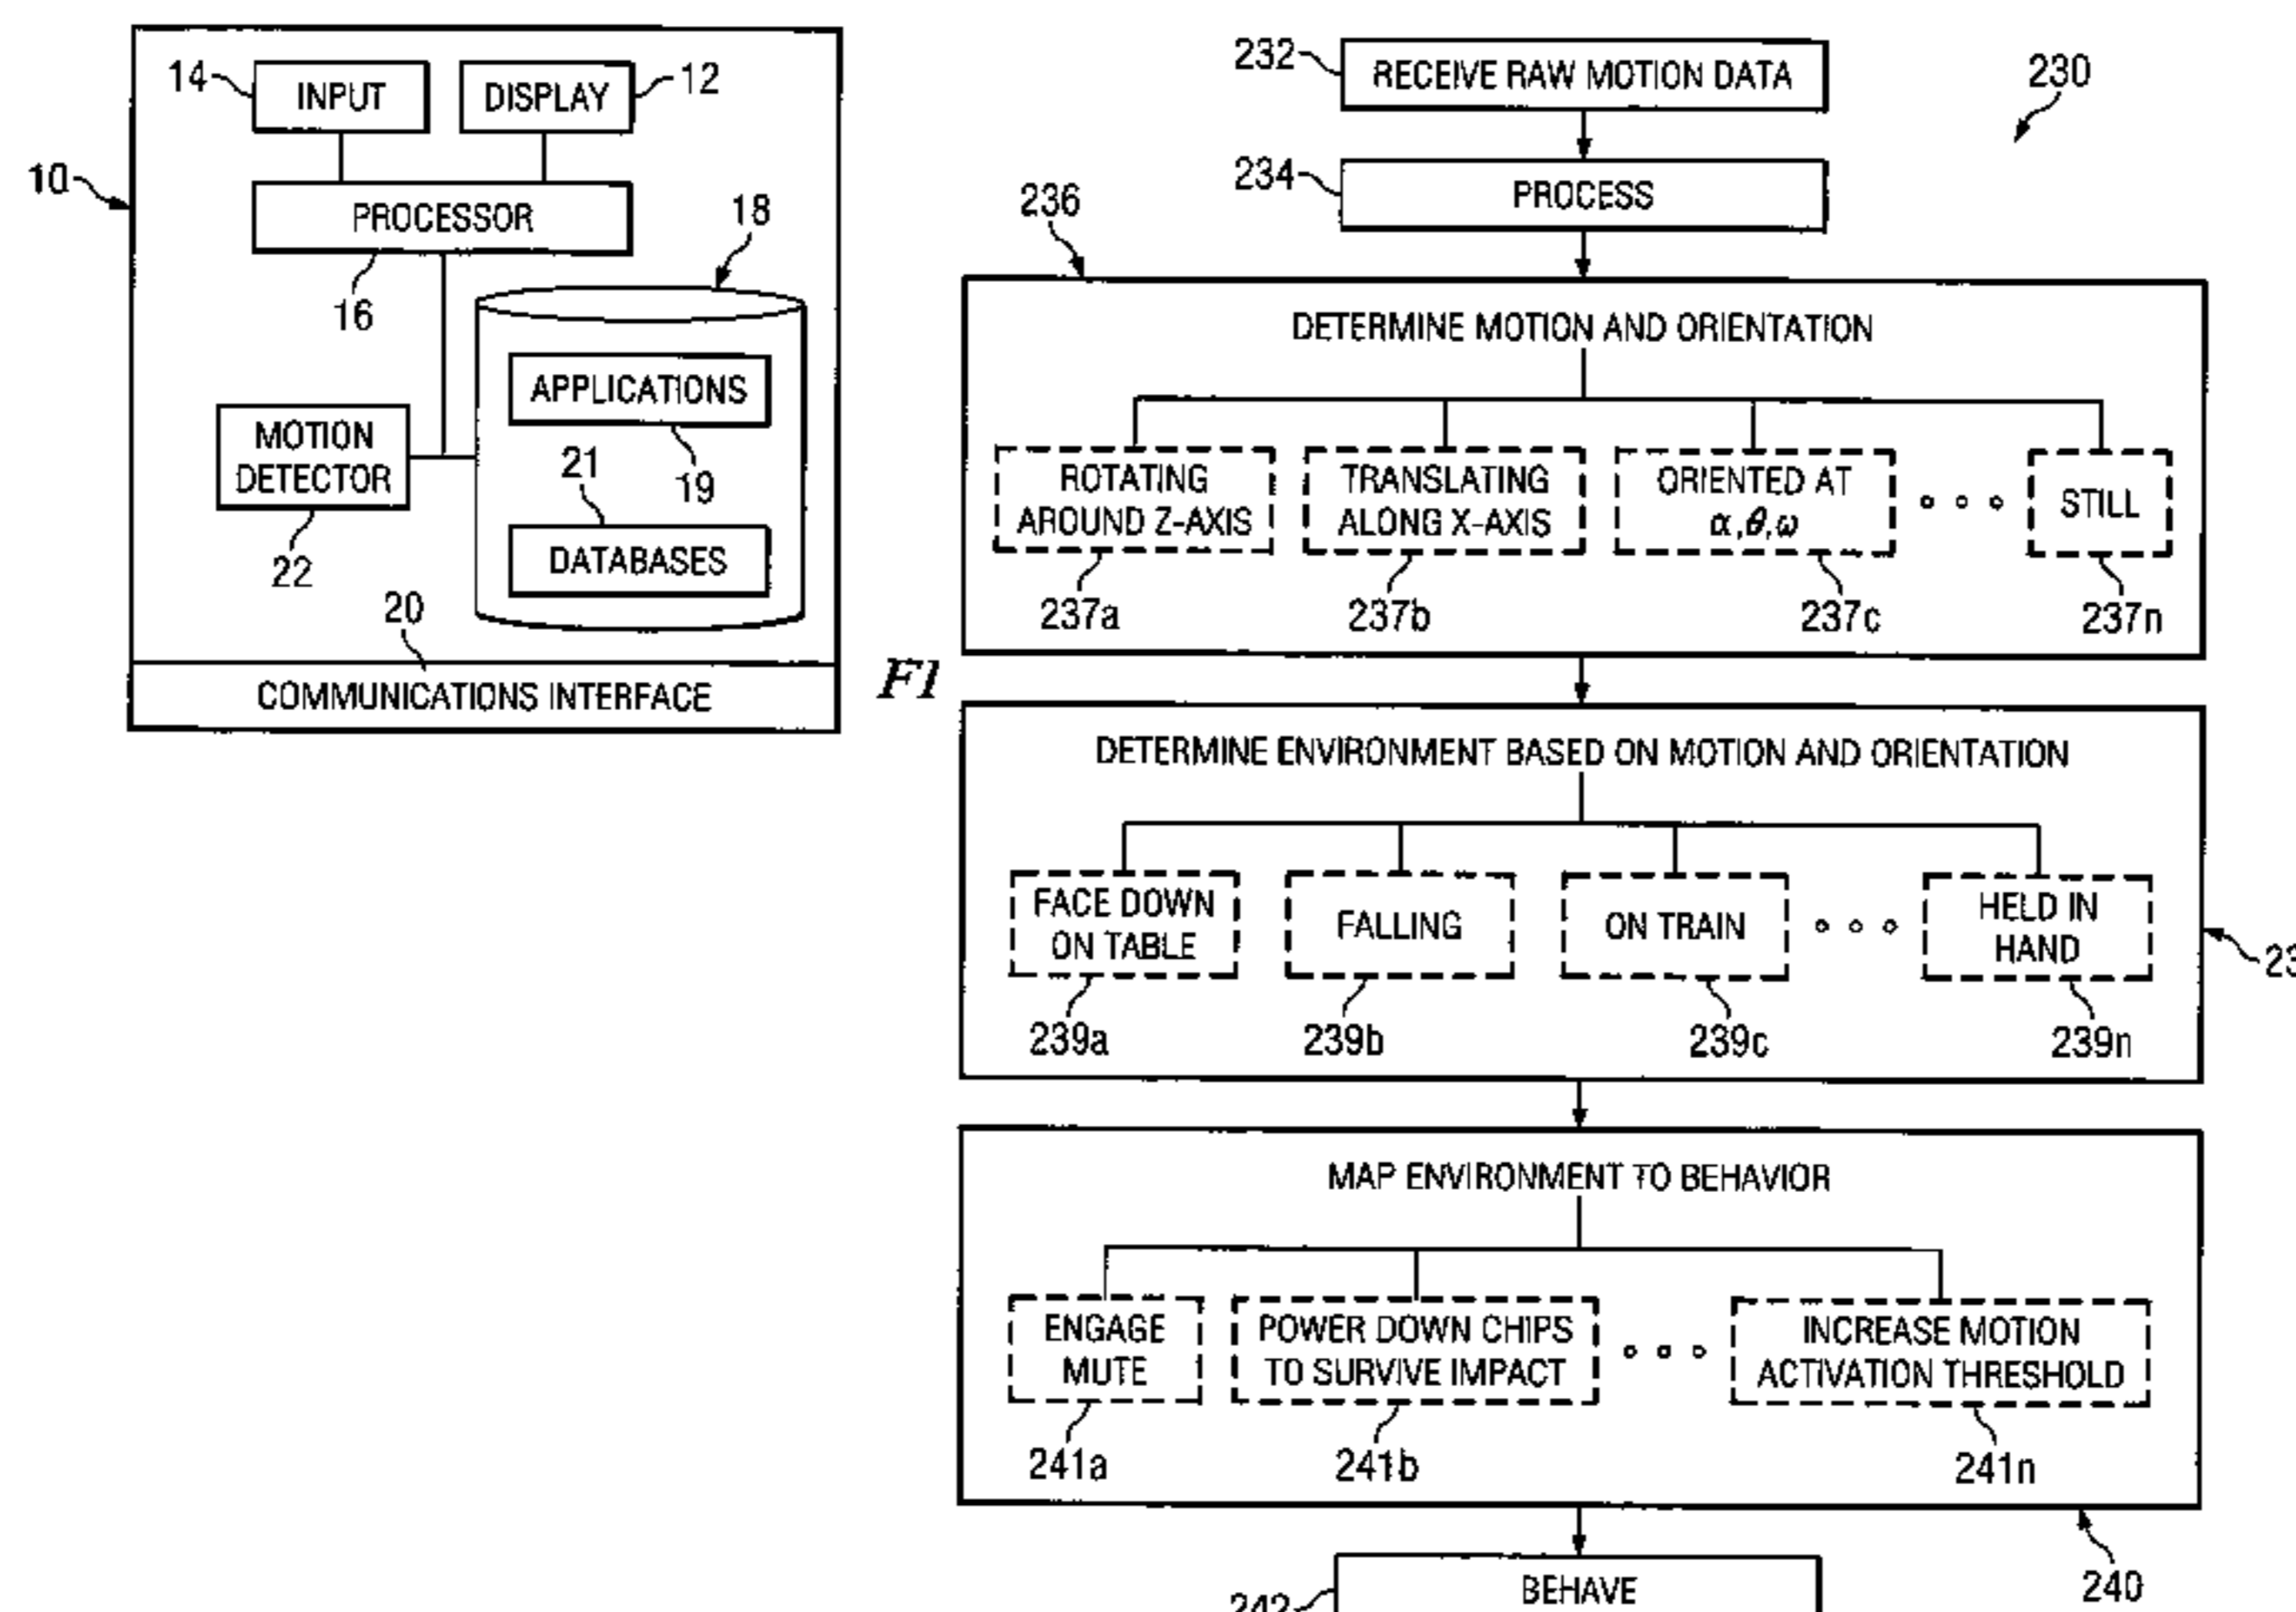 14
INPUT
DISPLAY
12
10
PROCESSOR
16
18
APPLICATIONS
19
MOTION
DETECTOR
22
21
DATABASES
20
COMMUNICATIONS INTERFACE
FI
230
232
RECEIVE RAW MOTION DATA
234
PROCESS
236
DETERMINE MOTION AND ORIENTATION
ROTATING
AROUND Z-AXIS
237a
TRANSLATING
ALONG X-AXIS
237b
ORIENTED AT
α,θ,ω
237c
STILL
237n
DETERMINE ENVIRONMENT BASED ON MOTION AND ORIENTATION
FACE DOWN
ON TABLE
239a
FALLING
239b
ON TRAIN
239c
HELD IN
HAND
239n
MAP ENVIRONMENT TO BEHAVIOR
ENGAGE
MUTE
241a
POWER DOWN CHIPS
TO SURVIVE IMPACT
241b
INCREASE MOTION
ACTIVATION THRESHOLD
241n
240
242
BEHAVE